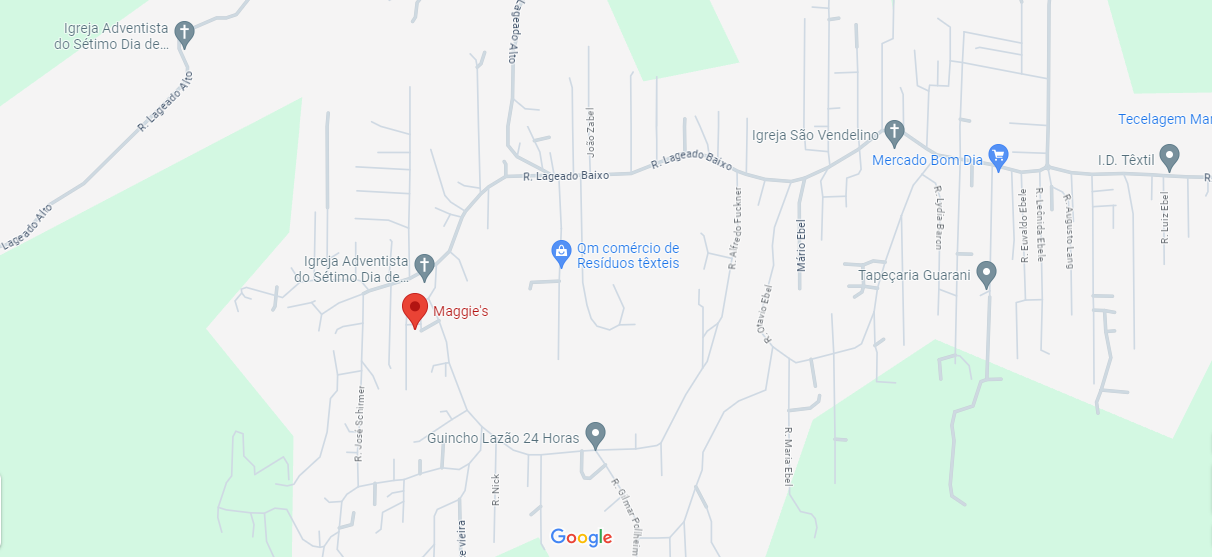 Igreja Adventista
do Sétimo Dia de...
R. Lageado Alto
Lageado Alto
Lageado Alto
João Zabel
R. Lageado Baixo
R. Lageado Baixo
Igreja São Vendelino
Mercado Bom Dia
Tecelagem Mar
I.D. Têxtil
R
R. Alfredo Fuckner
Mário Ebel
R. Lydia Baron
R. Euvaldo Ebele
R. Leônida Ebele
R. Augusto Lang
R. Luiz Ebel
Igreja Adventista
do Sétimo Dia de...
Qm comércio de
Resíduos têxteis
Tapeçaria Guarani
Maggie's
R. Otavio Ebel
R. José Schirmer
Guincho Lazão 24 Horas
R. Nick
R. Maria Ebel
R. Gilmar Pollheim
se vieira
Google